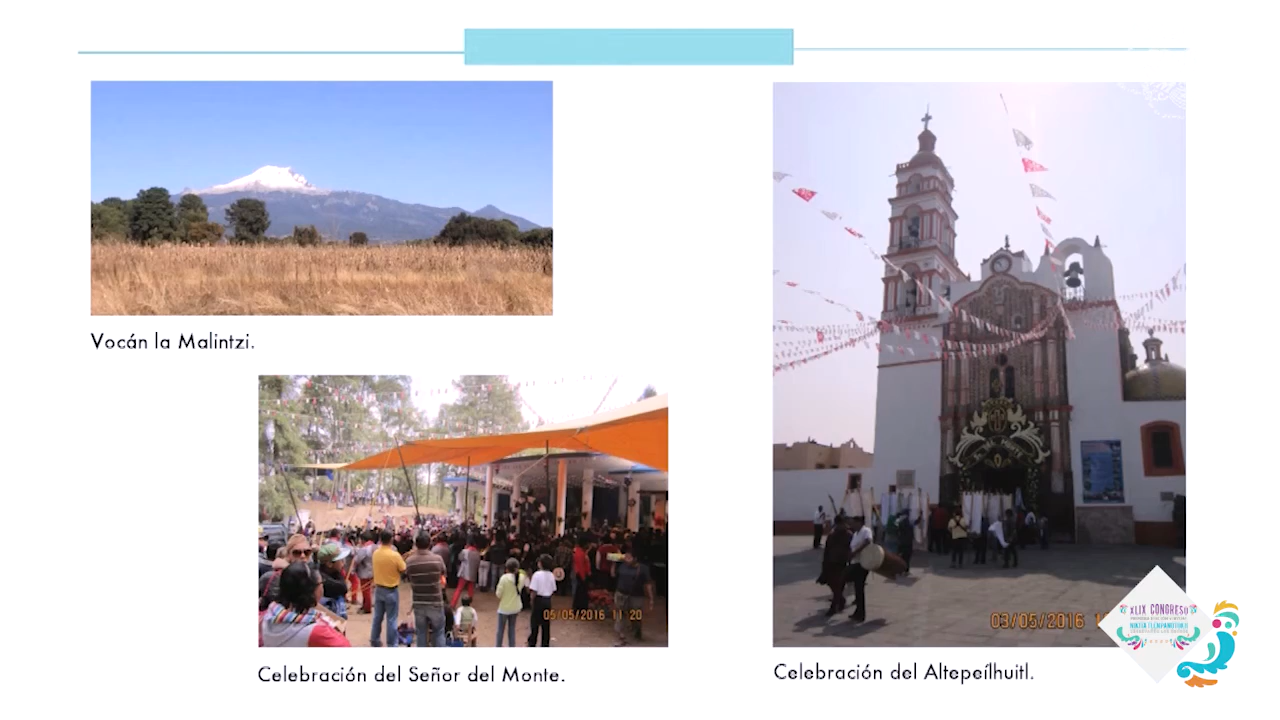 Vocán la Malintzi.
05/05/2016 11:20
Celebración del Señor del Monte.
03/05/2016
Celebración del Altepeílhuitl.
XLIX CONGRESO